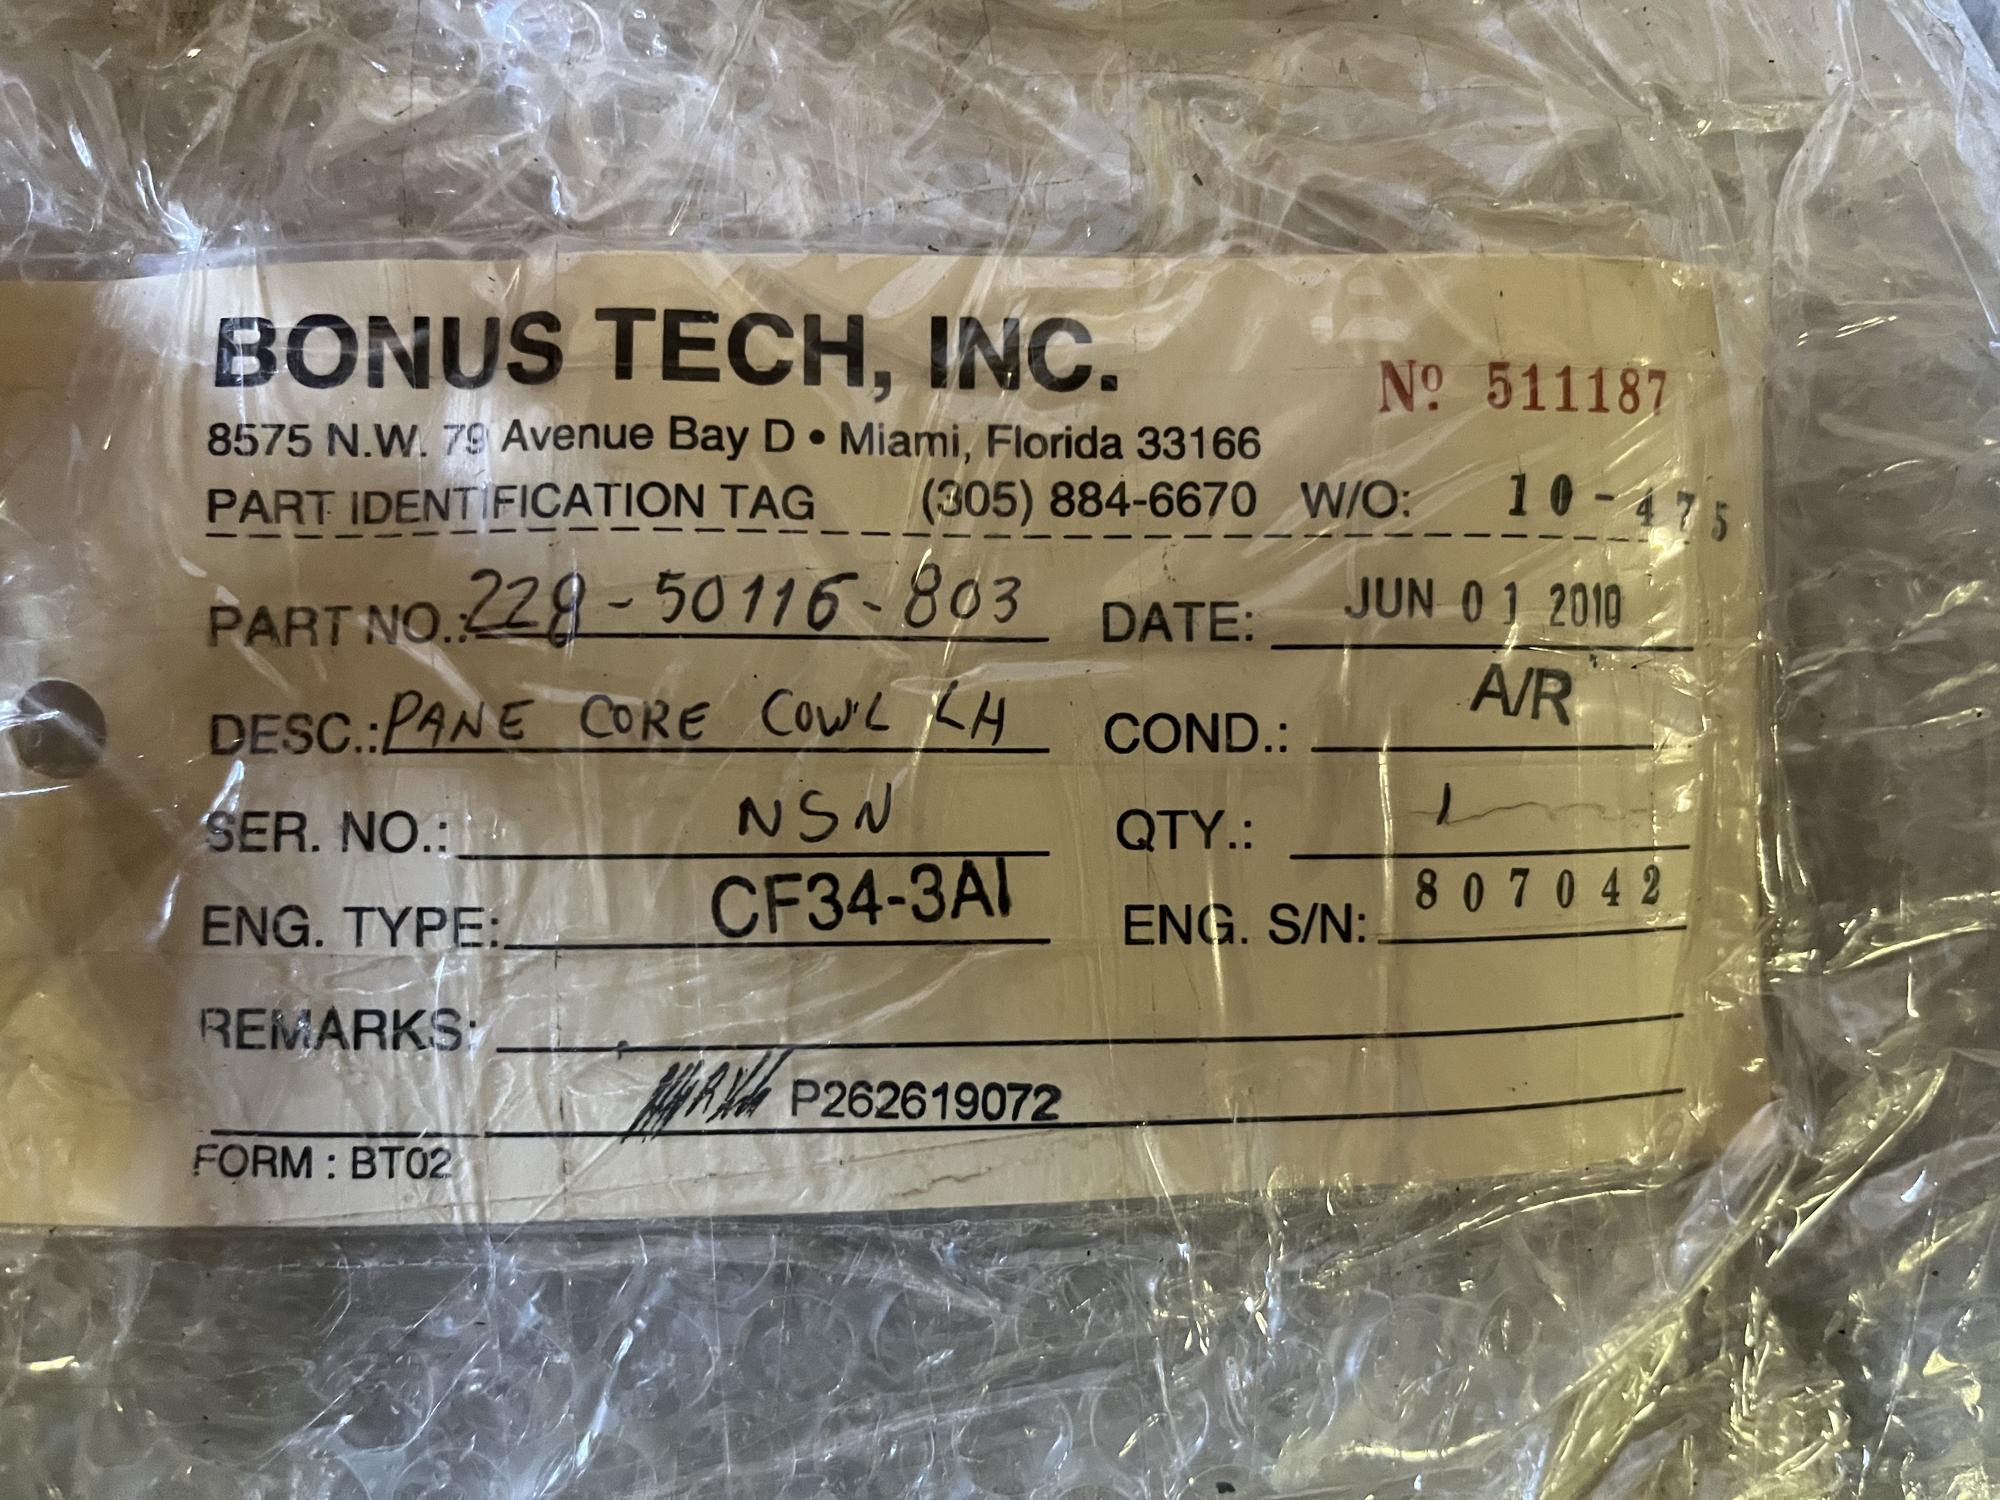 BONUS TECH, INC.
Nº 511187
8575 N.W. 79 Avenue Bay D • Miami, Florida 33166
PART IDENTIFICATION TAG (305) 884-6670 W/O: 10-475
PART NO.: 228-50116-803 DATE: JUN 01 2010
DESC.: PANE CORE COWL LH COND.: A/R
SER. NO.: NSN QTY.: 1
ENG. TYPE: CF34-3A1 ENG. S/N: 807042
REMARKS:
P262619072
FORM : BT02